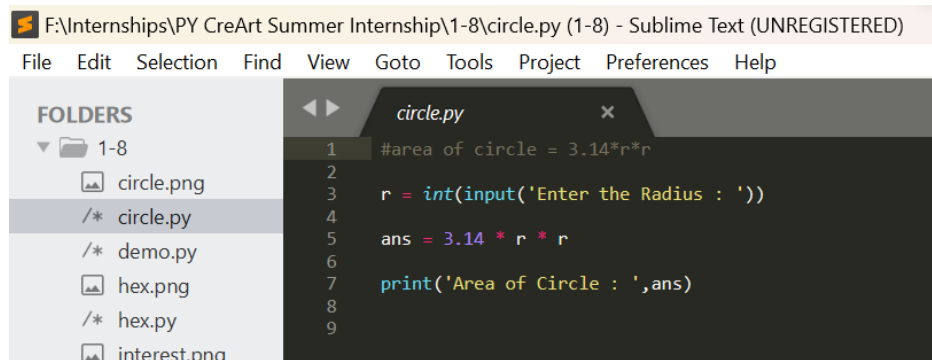 F:\Internships\PY CreArt Summer Internship\1-8\circle.py (1-8) - Sublime Text (UNREGISTERED)
File Edit Selection Find View Goto Tools Project Preferences Help
FOLDERS
1-8
circle.png
/* circle.py
/* demo.py
hex.png
/* hex.py
interest.png
circle.py ×
1 #area of circle = 3.14*r*r
2
3 r = int(input('Enter the Radius : '))
4
5 ans = 3.14 * r * r
6
7 print('Area of Circle : ',ans)
8
9